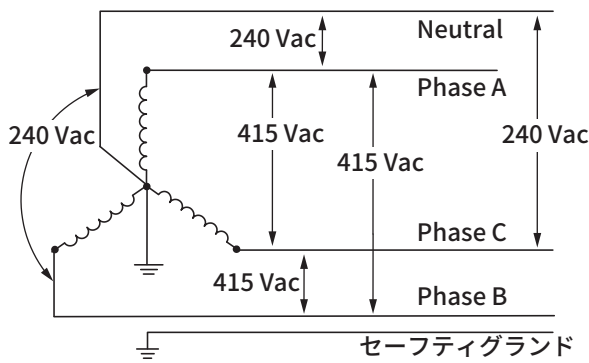 Neutral
240 Vac
Phase A
240 Vac
415 Vac
240 Vac
415 Vac
Phase C
415 Vac
Phase B
セーフティグランド